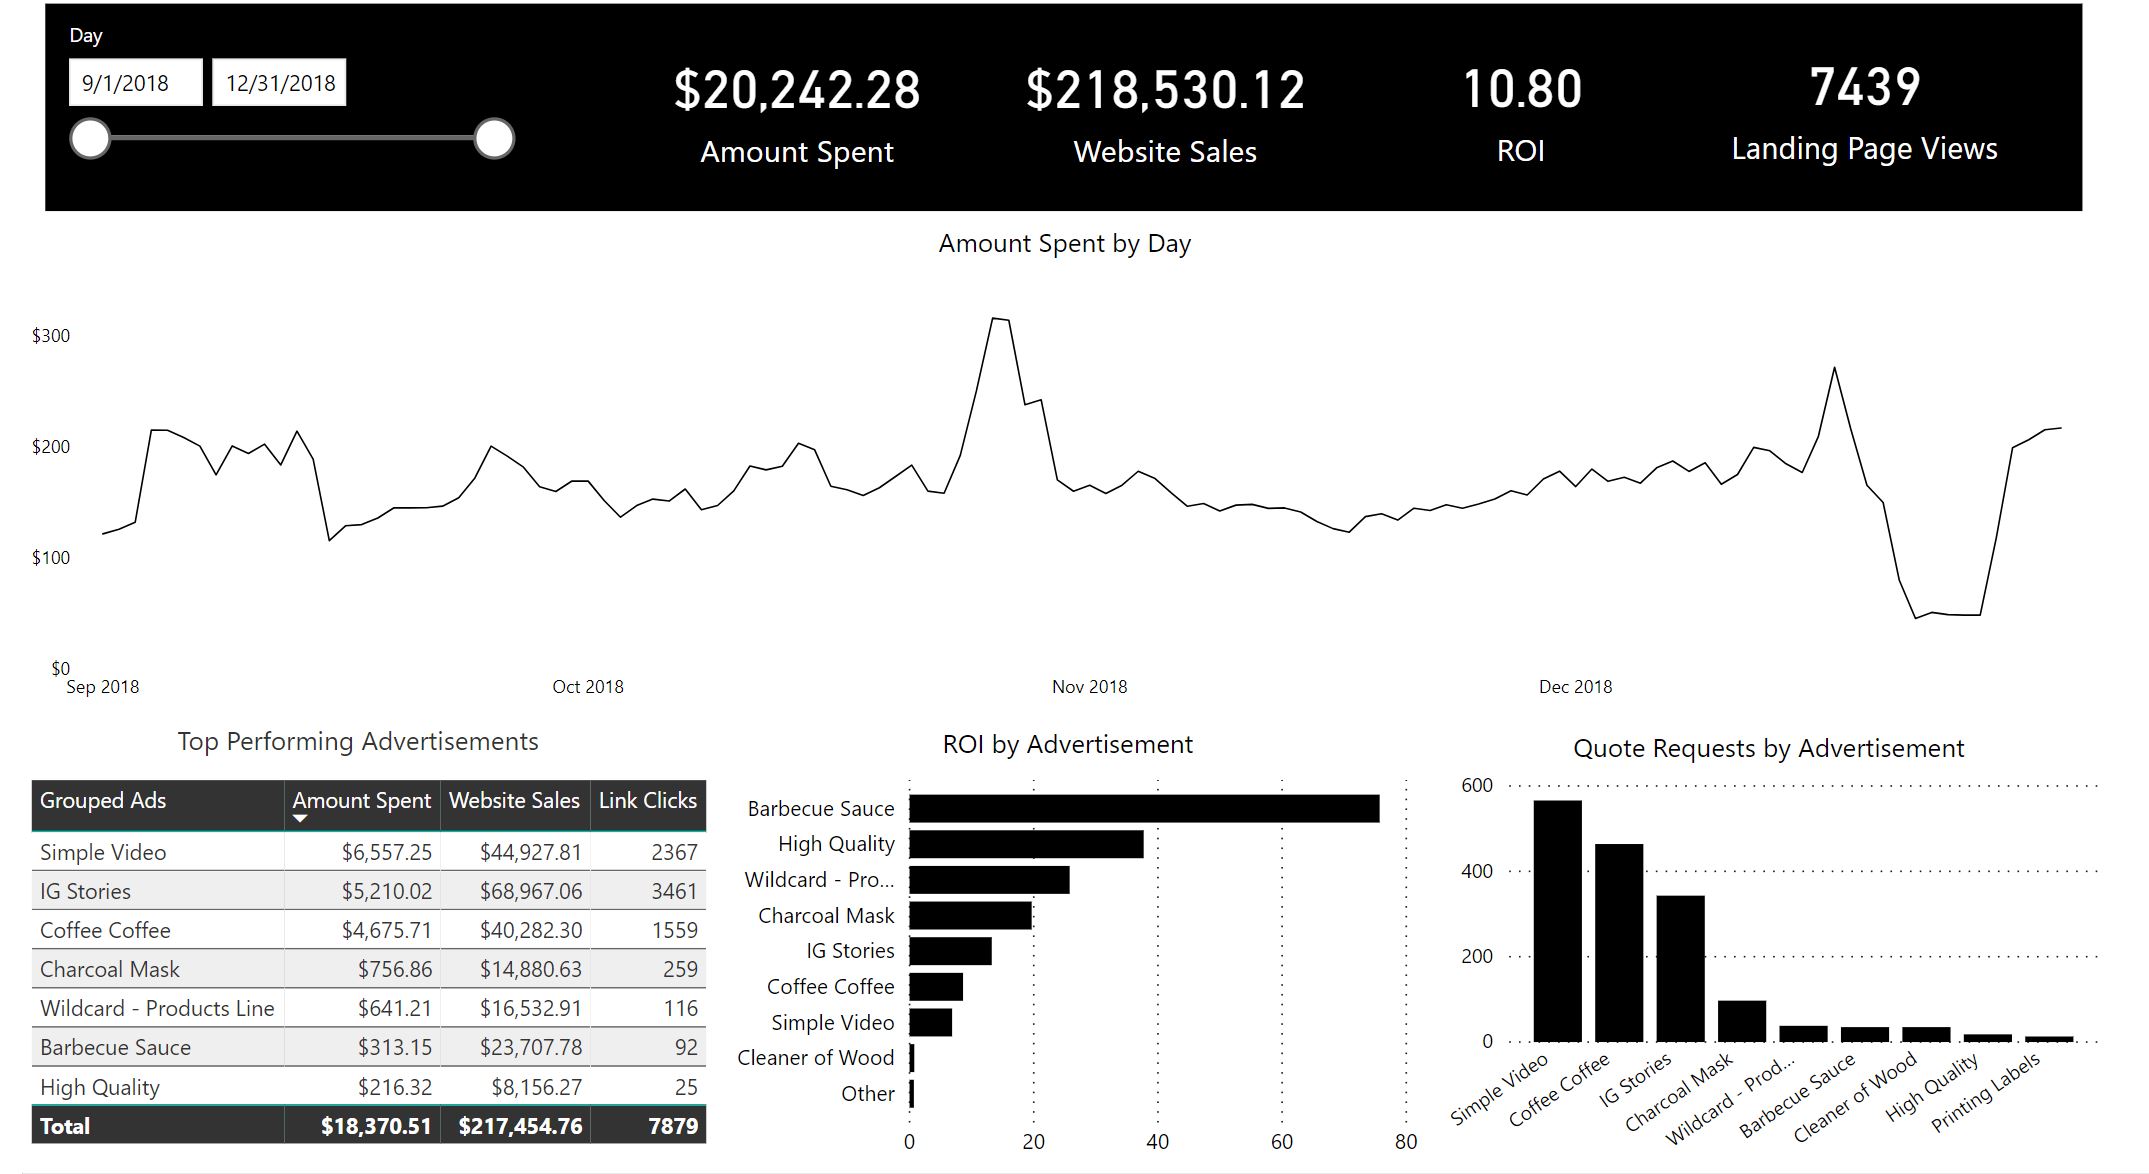 Day
9/1/2018 12/31/2018
$20,242.28
Amount Spent
$218,530.12
Website Sales
10.80
ROI
7439
Landing Page Views
Amount Spent by Day
$300
$200
$100
$0
Sep 2018 Oct 2018 Nov 2018 Dec 2018
Top Performing Advertisements
Grouped Ads Amount Spent Website Sales Link Clicks
Simple Video $6,557.25 $44,927.81 2367
IG Stories $5,210.02 $68,967.06 3461
Coffee Coffee $4,675.71 $40,282.30 1559
Charcoal Mask $756.86 $14,880.63 259
Wildcard - Products Line $641.21 $16,532.91 116
Barbecue Sauce $313.15 $23,707.78 92
High Quality $216.32 $8,156.27 25
Total $18,370.51 $217,454.76 7879
ROI by Advertisement
Barbecue Sauce
High Quality
Wildcard - Pro...
Charcoal Mask
IG Stories
Coffee Coffee
Simple Video
Cleaner of Wood
Other
0 20 40 60 80
Quote Requests by Advertisement
600
400
200
0
Simple Video
Coffee Coffee
IG Stories
Charcoal Mask
Wildcard - Prod...
Barbecue Sauce
Cleaner of Wood
High Quality
Printing Labels